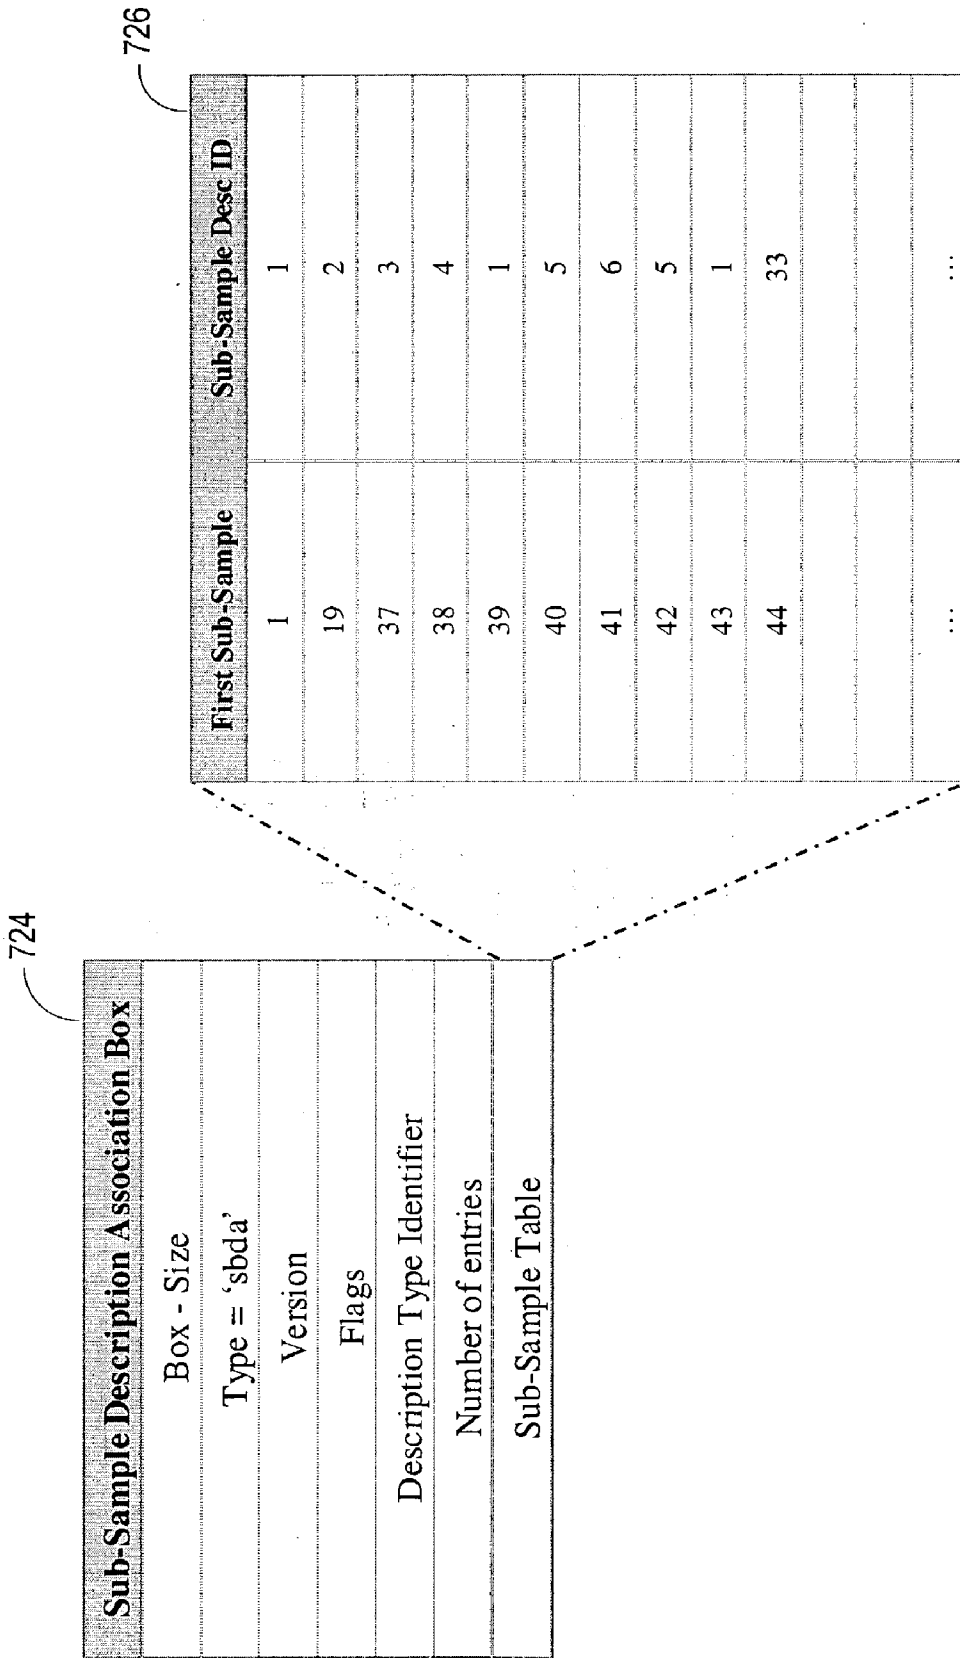 724
Sub-Sample Description Association Box
Box - Size
Type = ‘sbda’
Version
Flags
Description Type Identifier
Number of entries
Sub-Sample Table
726
First Sub-Sample Sub-Sample Desc ID
1 1
19 2
37 3
38 4
39 1
40 5
41 6
42 5
43 1
44 33
... ...